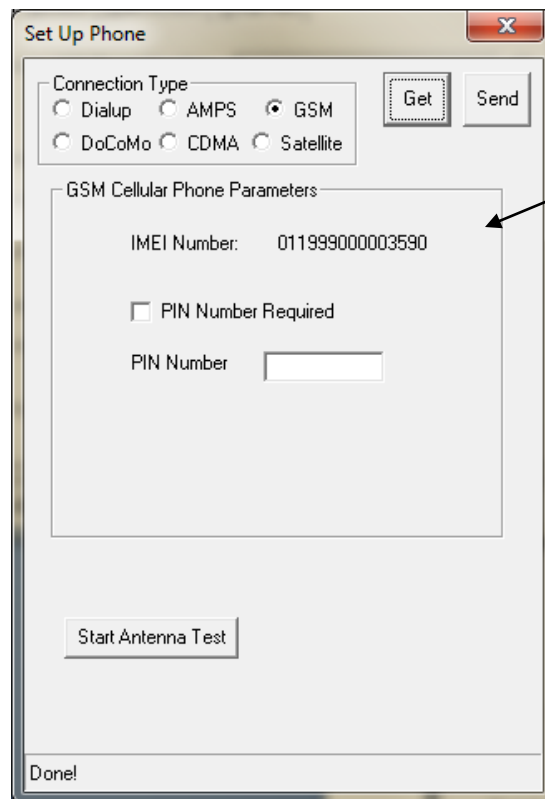 Set Up Phone
Connection Type
Dialup AMPS GSM
DoCoMo CDMA Satellite
Get Send
GSM Cellular Phone Parameters
IMEI Number: 011999000003590
PIN Number Required
PIN Number
Start Antenna Test
Done!